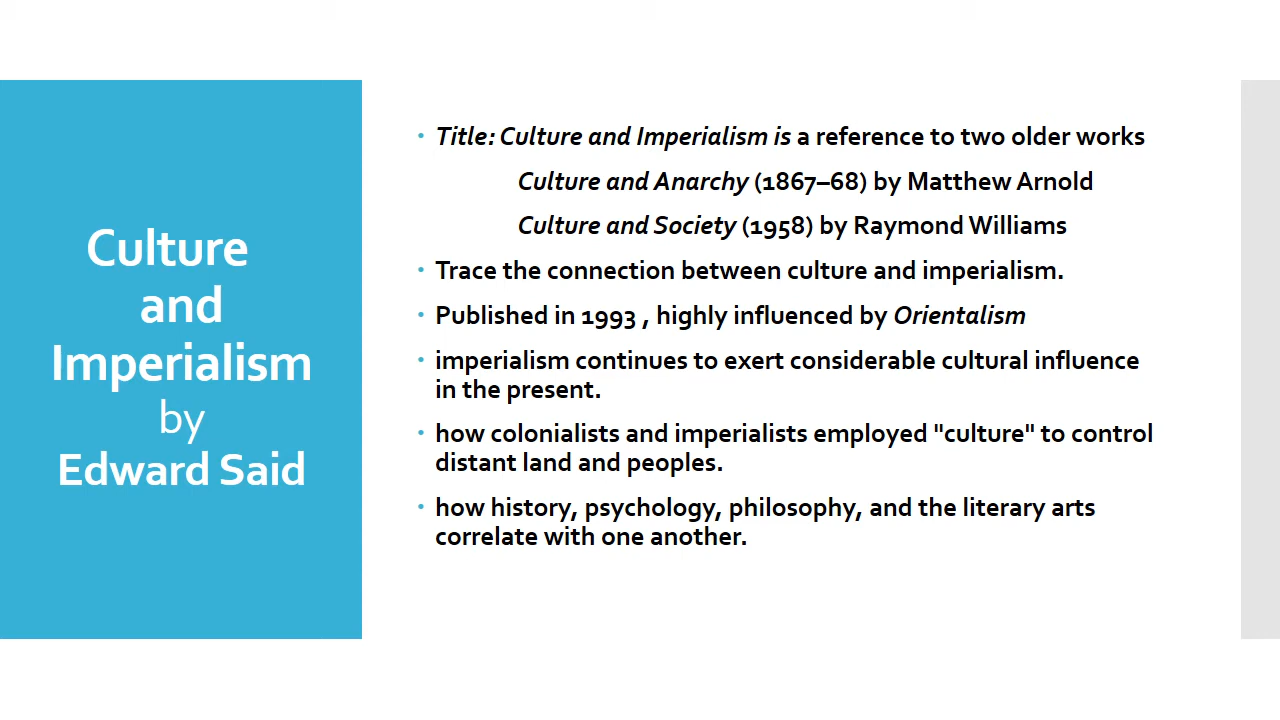 Culture
and
Imperialism
by
Edward Said
• Title: Culture and Imperialism is a reference to two older works
Culture and Anarchy (1867–68) by Matthew Arnold
Culture and Society (1958) by Raymond Williams
• Trace the connection between culture and imperialism.
• Published in 1993 , highly influenced by Orientalism
• imperialism continues to exert considerable cultural influence
in the present.
• how colonialists and imperialists employed "culture" to control
distant land and peoples.
• how history, psychology, philosophy, and the literary arts
correlate with one another.